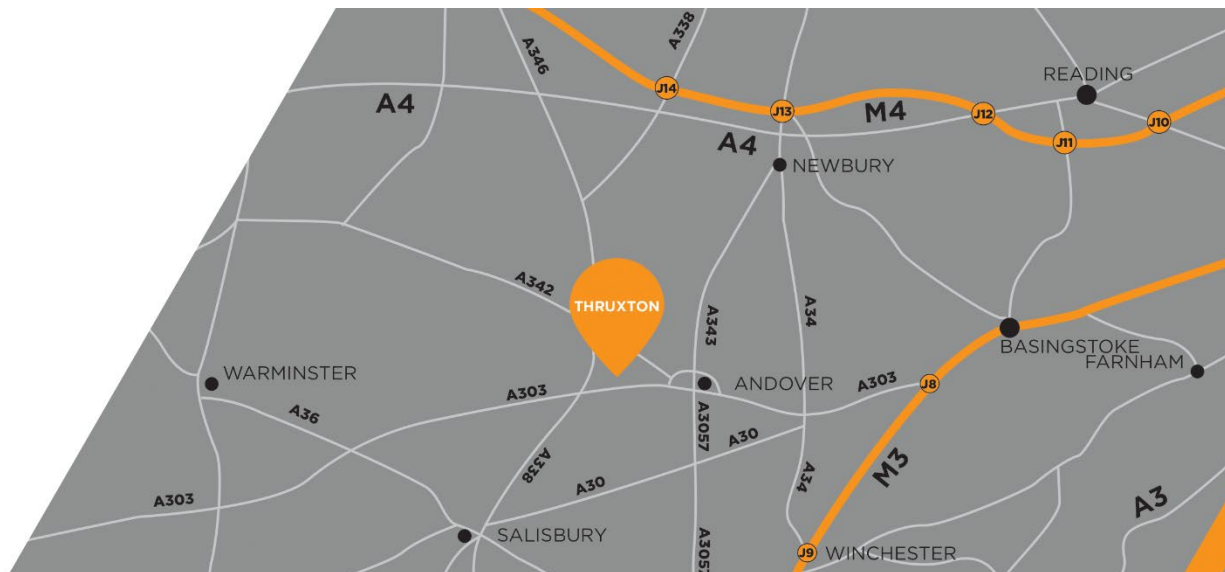 A338
A346
READING
J14
J13
M4
A4
J12
J10
A4
J11
NEWBURY
A342
THRUXTON
A343
A34
BASINGSTOKE
FARNHAM
WARMINSTER
ANDOVER
A303
J8
A303
A36
A3057
A30
A338
M3
A34
A30
A303
A3
SALISBURY
J9
WINCHESTER